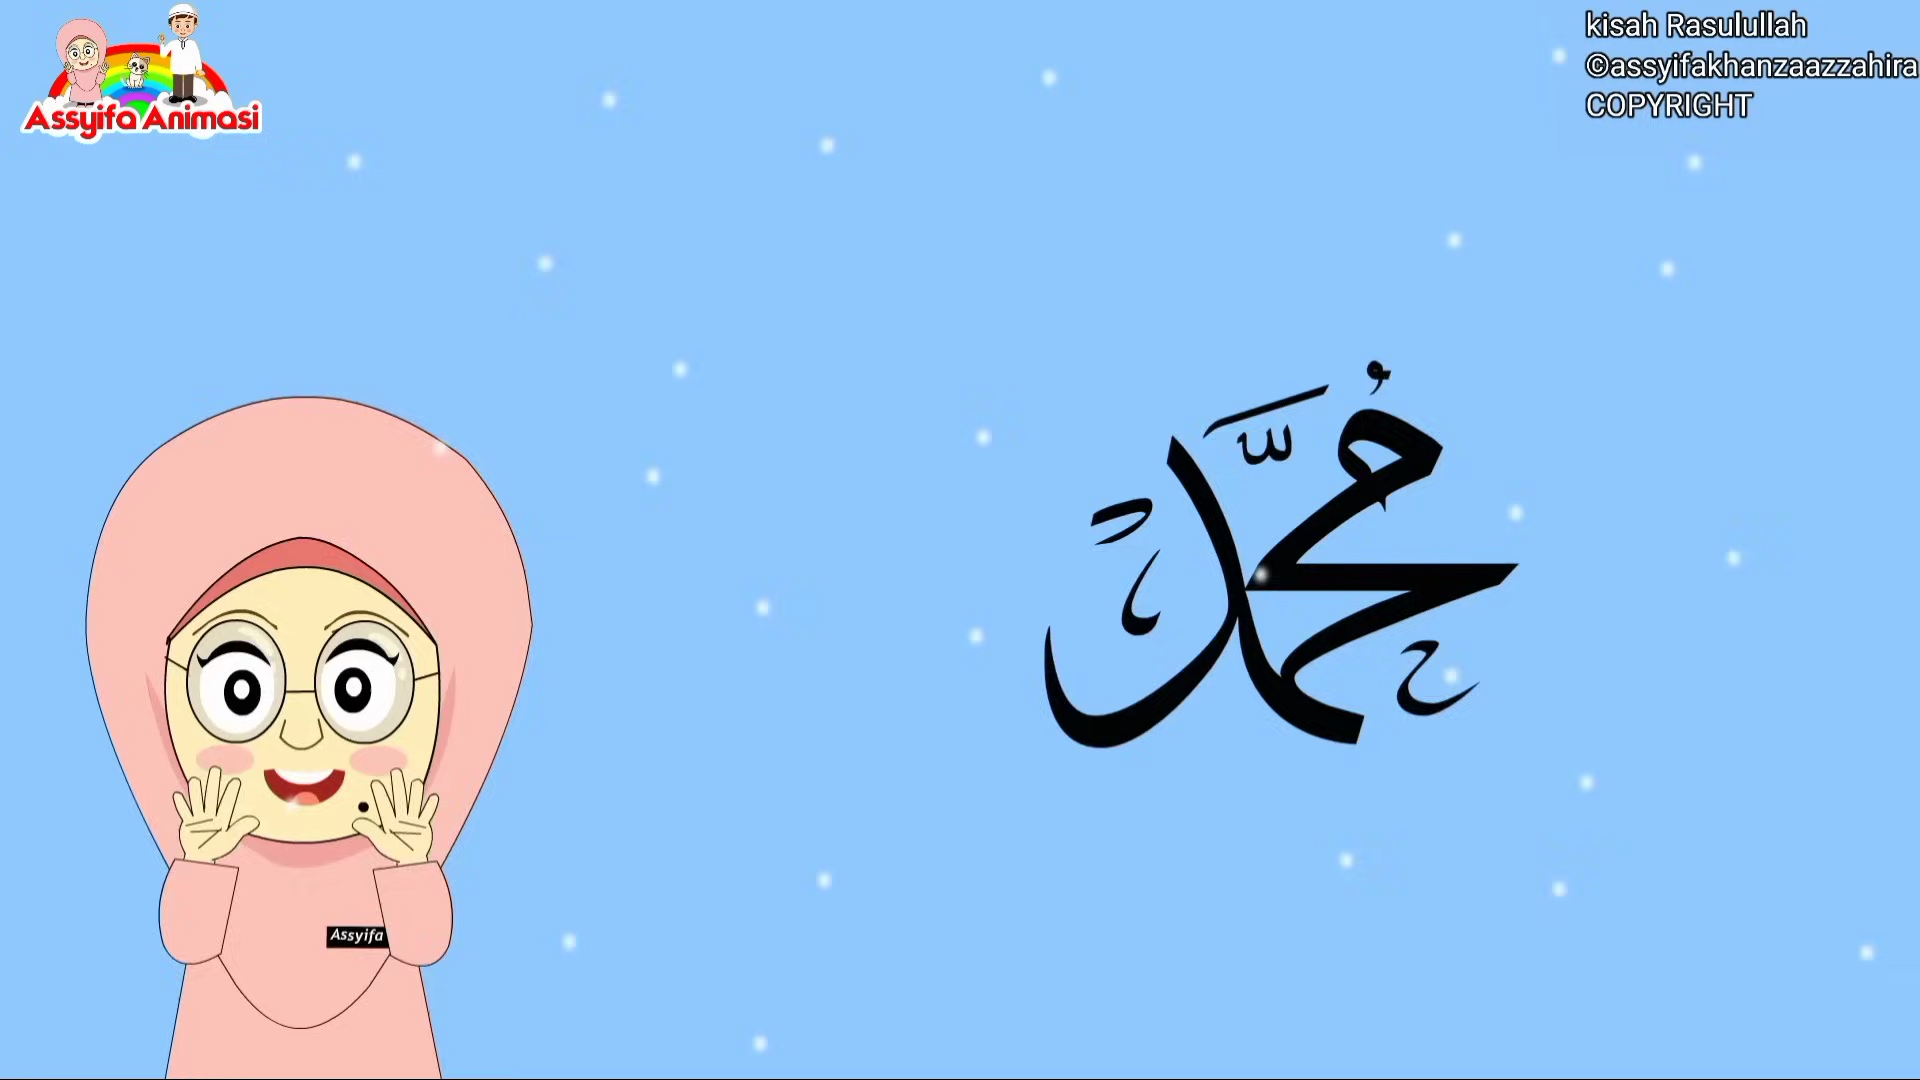 Assyifa Animasi
kisah Rasulullah
©assyifakhanzaazzahira
COPYRIGHT
مُحَمَّد
Assyifa